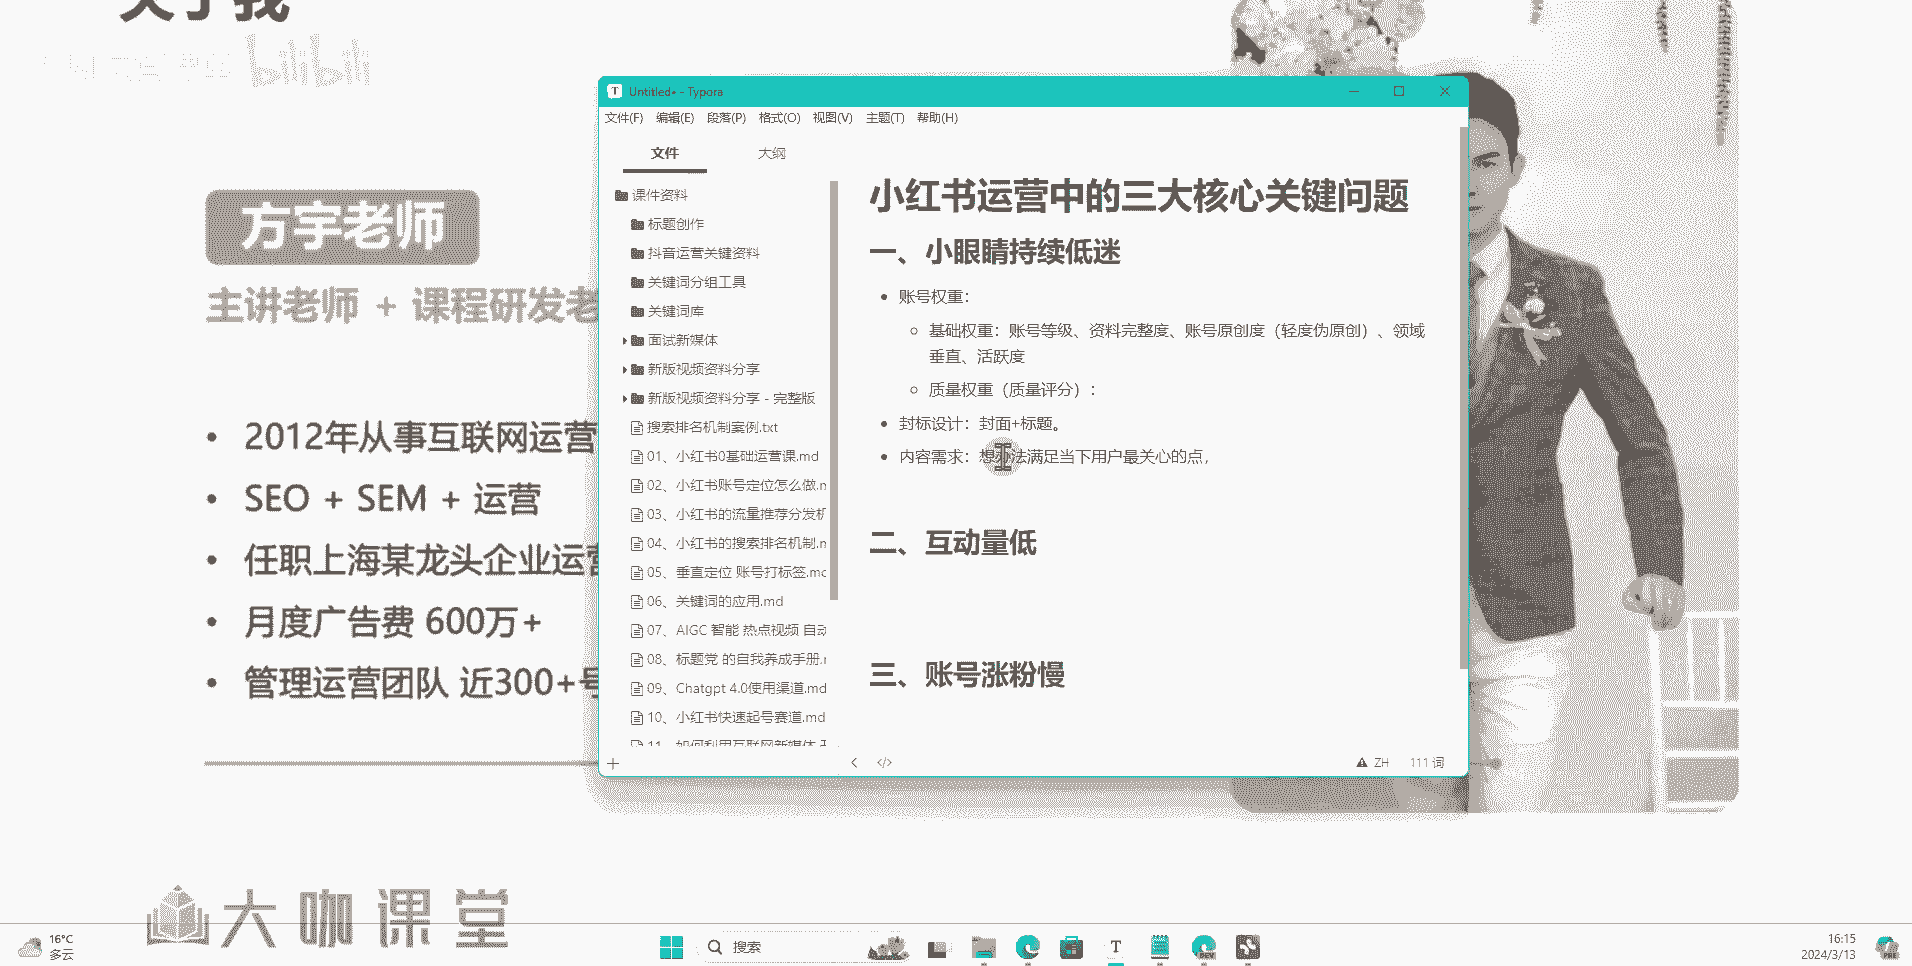 关于我
bilibili
方宇老师
主讲老师 + 课程研发老
2012年从事互联网运营
SEO + SEM + 运营
任职上海某龙头企业运营
月度广告费 600万+
管理运营团队 近300+号
大咖课堂
Untitled• - Typora
文件(F) 编辑(E) 段落(P) 格式(O) 视图(V) 主题(T) 帮助(H)
文件 大纲
课件资料
标题创作
抖音运营关键资料
关键词分组工具
关键词库
面试新媒体
新版视频资料分享
新版视频资料分享 - 完整版
搜索排名机制案例.txt
01、小红书0基础运营课.md
02、小红书账号定位怎么做.m
03、小红书的流量推荐分发机
04、小红书的搜索排名机制.m
05、垂直定位 账号打标签.mc
06、关键词的应用.md
07、AIGC 智能 热点视频 自动
08、标题党 的自我养成手册.r
09、Chatgpt 4.0使用渠道.md
10、小红书快速起号赛道.md
11、如何利用互联网新媒体
小红书运营中的三大核心关键问题
一、小眼睛持续低迷
账号权重：
基础权重：账号等级、资料完整度、账号原创度（轻度伪原创）、领域
垂直、活跃度
质量权重（质量评分）：
封标设计：封面+标题。
内容需求：想办法满足当下用户最关心的点，
二、互动量低
三、账号涨粉慢
ZH 111 词
16°C
多云
搜索
16:15
2024/3/13